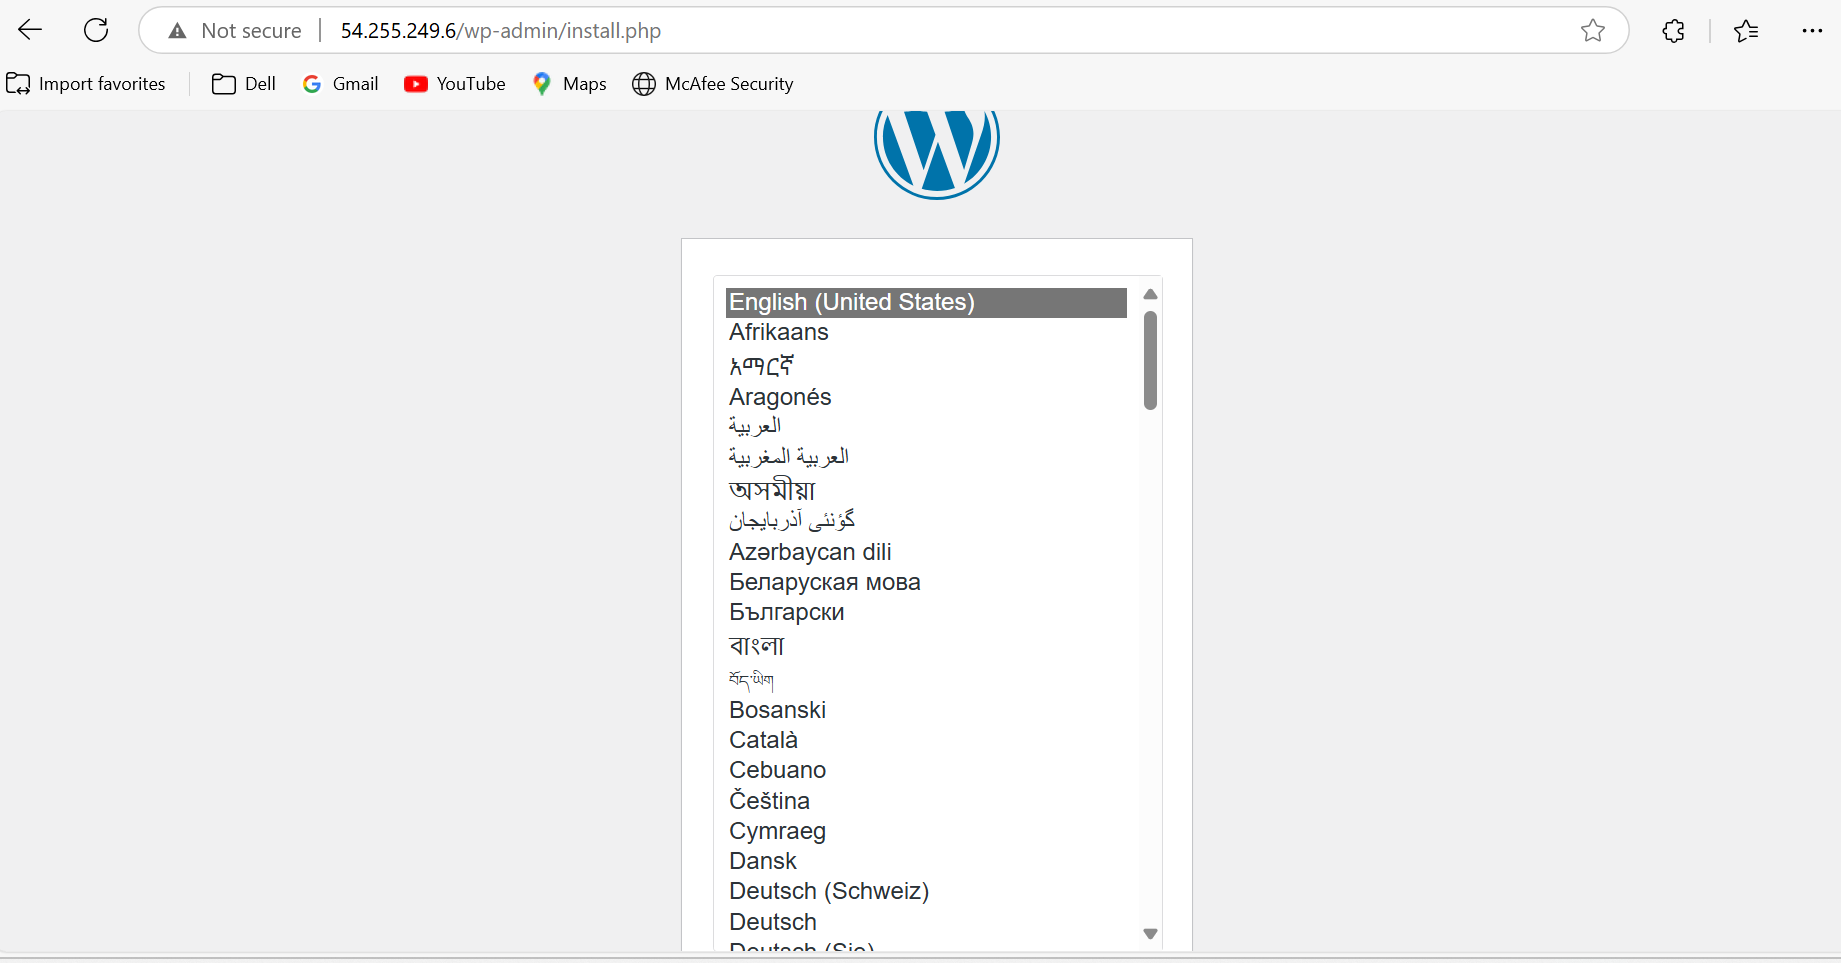 Not secure 54.255.249.6/wp-admin/install.php
Import favorites Dell Gmail YouTube Maps McAfee Security
English (United States)
Afrikaans
አማርኛ
Aragonés
العربية
العربية المغربية
অসমীয়া
گؤنئی آذربایجان
Azərbaycan dili
Беларуская мова
Български
বাংলা
བོད་ཡིག
Bosanski
Català
Cebuano
Čeština
Cymraeg
Dansk
Deutsch (Schweiz)
Deutsch
Deutsch (Sie)